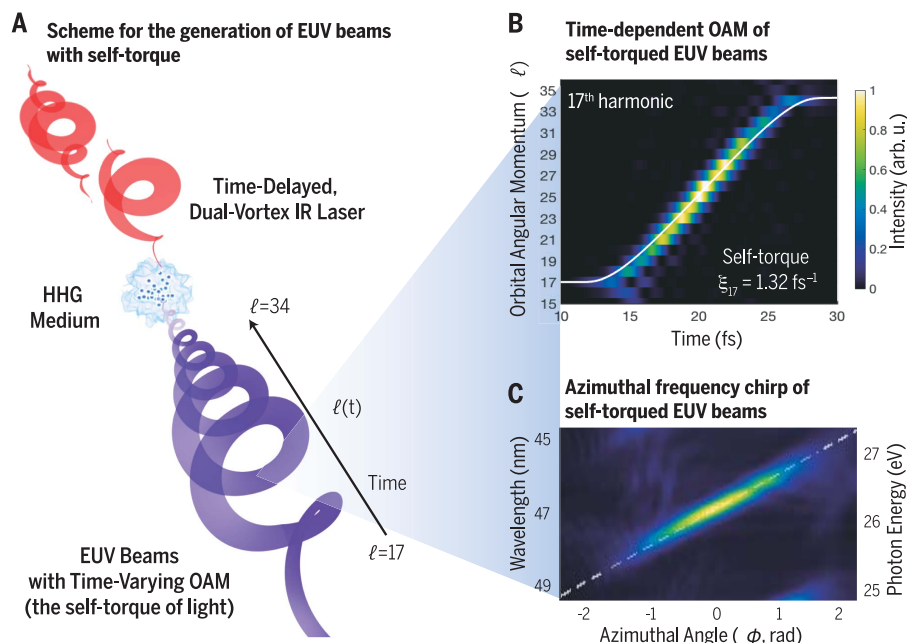 A
Scheme for the generation of EUV beams
with self-torque
Time-Delayed,
Dual-Vortex IR Laser
HHG
Medium
ℓ=34
ℓ(t)
Time
ℓ=17
EUV Beams
with Time-Varying OAM
(the self-torque of light)
B
Time-dependent OAM of
self-torqued EUV beams
Orbital Angular Momentum ( ℓ)
35
33
31
29
27
25
23
21
19
17
15
17th harmonic
Self-torque
ξ17 = 1.32 fs⁻¹
10 15 20 25 30
Time (fs)
1
0.8
0.6
0.4
0.2
0
Intensity (arb. u.)
C
Azimuthal frequency chirp of
self-torqued EUV beams
Wavelength (nm)
45
47
49
27
26
25
Photon Energy (eV)
-2 -1 0 1 2
Azimuthal Angle ( ϕ, rad)